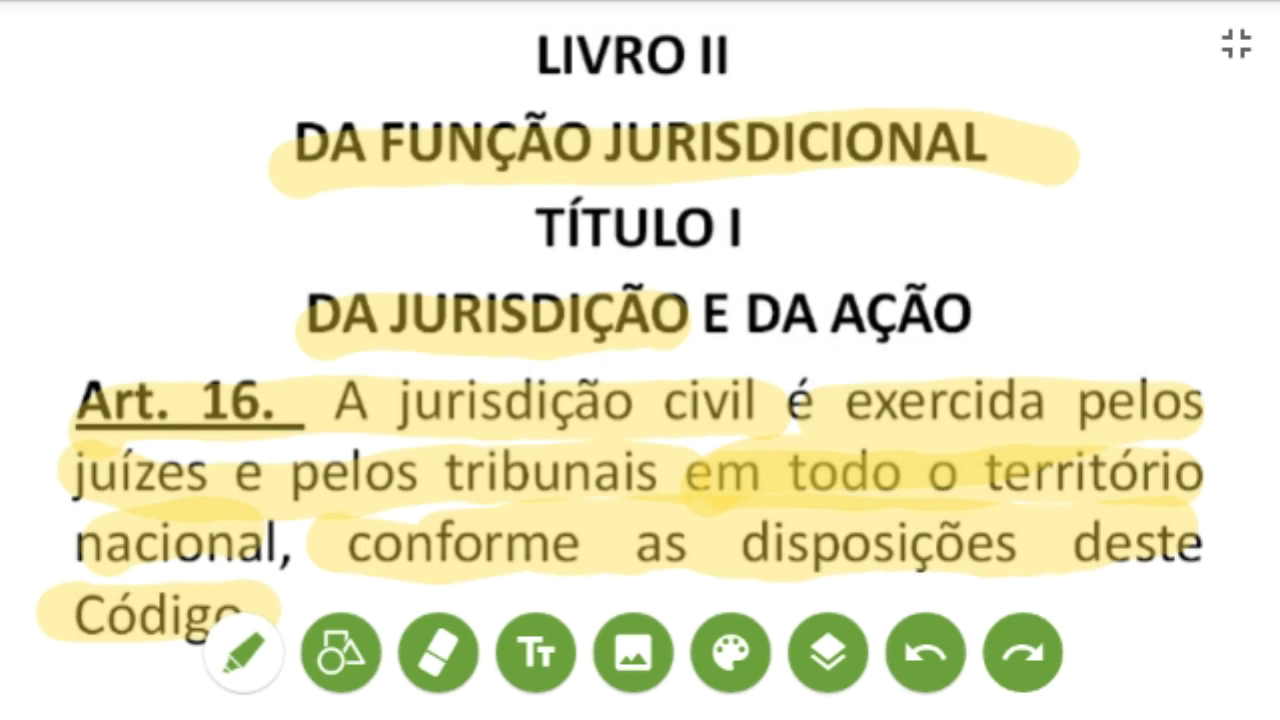 LIVRO II
DA FUNÇÃO JURISDICIONAL
TÍTULO I
DA JURISDIÇÃO E DA AÇÃO
Art. 16. A jurisdição civil é exercida pelos
juízes e pelos tribunais em todo o território
nacional, conforme as disposições deste
Código
TT